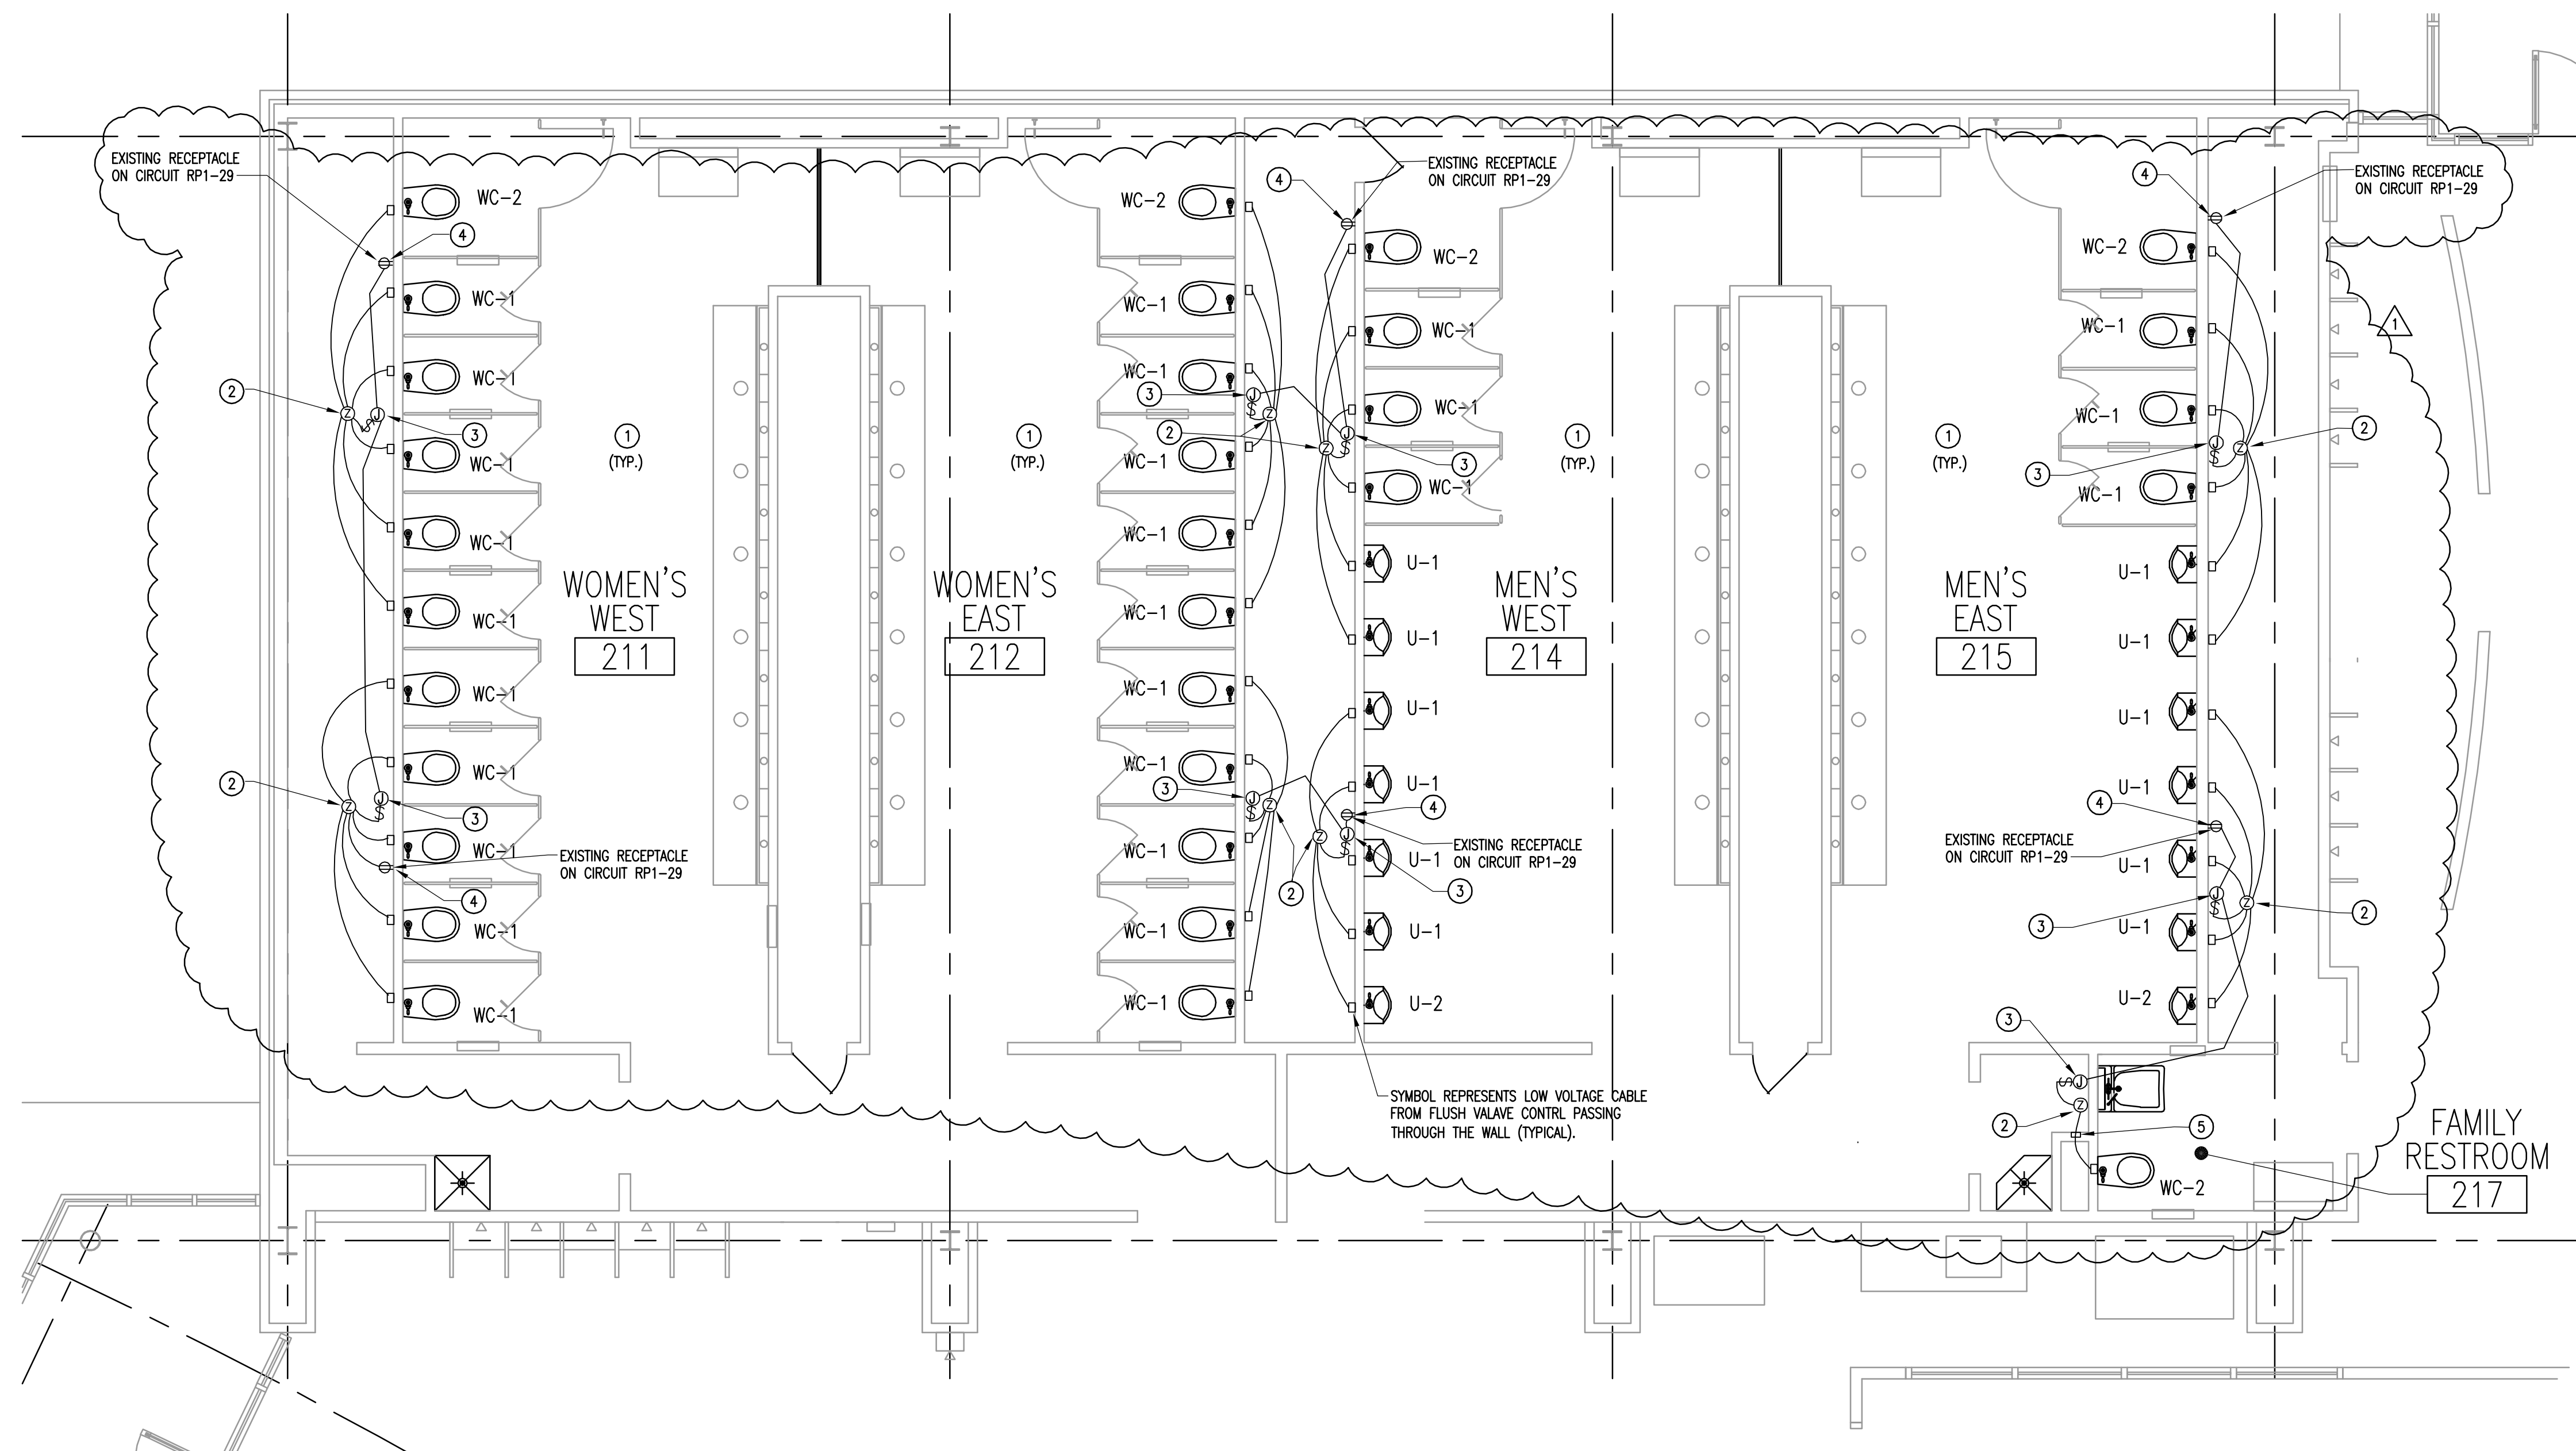 EXISTING RECEPTACLE
ON CIRCUIT RP1-29
WC-2
4
WC-1
WC-1
2
Z
J
S
3
WC-1
WC-1
WC-1
WC-1
WC-1
2
Z
J
S
3
WC-1
EXISTING RECEPTACLE
ON CIRCUIT RP1-29
4
WC-1
WC-1
1
(TYP.)
WOMEN'S
WEST
211
1
(TYP.)
WOMEN'S
EAST
212
WC-2
WC-1
WC-1
3
J
S
Z
2
WC-1
WC-1
WC-1
WC-1
WC-1
3
J
S
Z
2
WC-1
WC-1
WC-1
EXISTING RECEPTACLE
ON CIRCUIT RP1-29
4
WC-2
WC-1
WC-1
J
S
Z
3
WC-1
U-1
U-1
U-1
U-1
4
Z
J
S
EXISTING RECEPTACLE
ON CIRCUIT RP1-29
U-1
3
U-1
U-2
SYMBOL REPRESENTS LOW VOLTAGE CABLE
FROM FLUSH VALAVE CONTRL PASSING
THROUGH THE WALL (TYPICAL).
1
(TYP.)
MEN'S
WEST
214
1
(TYP.)
MEN'S
EAST
215
4
EXISTING RECEPTACLE
ON CIRCUIT RP1-29
WC-2
WC-1
1
WC-1
2
J
S
Z
3
WC-1
U-1
U-1
U-1
U-1
4
EXISTING RECEPTACLE
ON CIRCUIT RP1-29
U-1
J
S
Z
2
3
U-1
U-2
3
S
J
Z
2
5
WC-2
FAMILY
RESTROOM
217